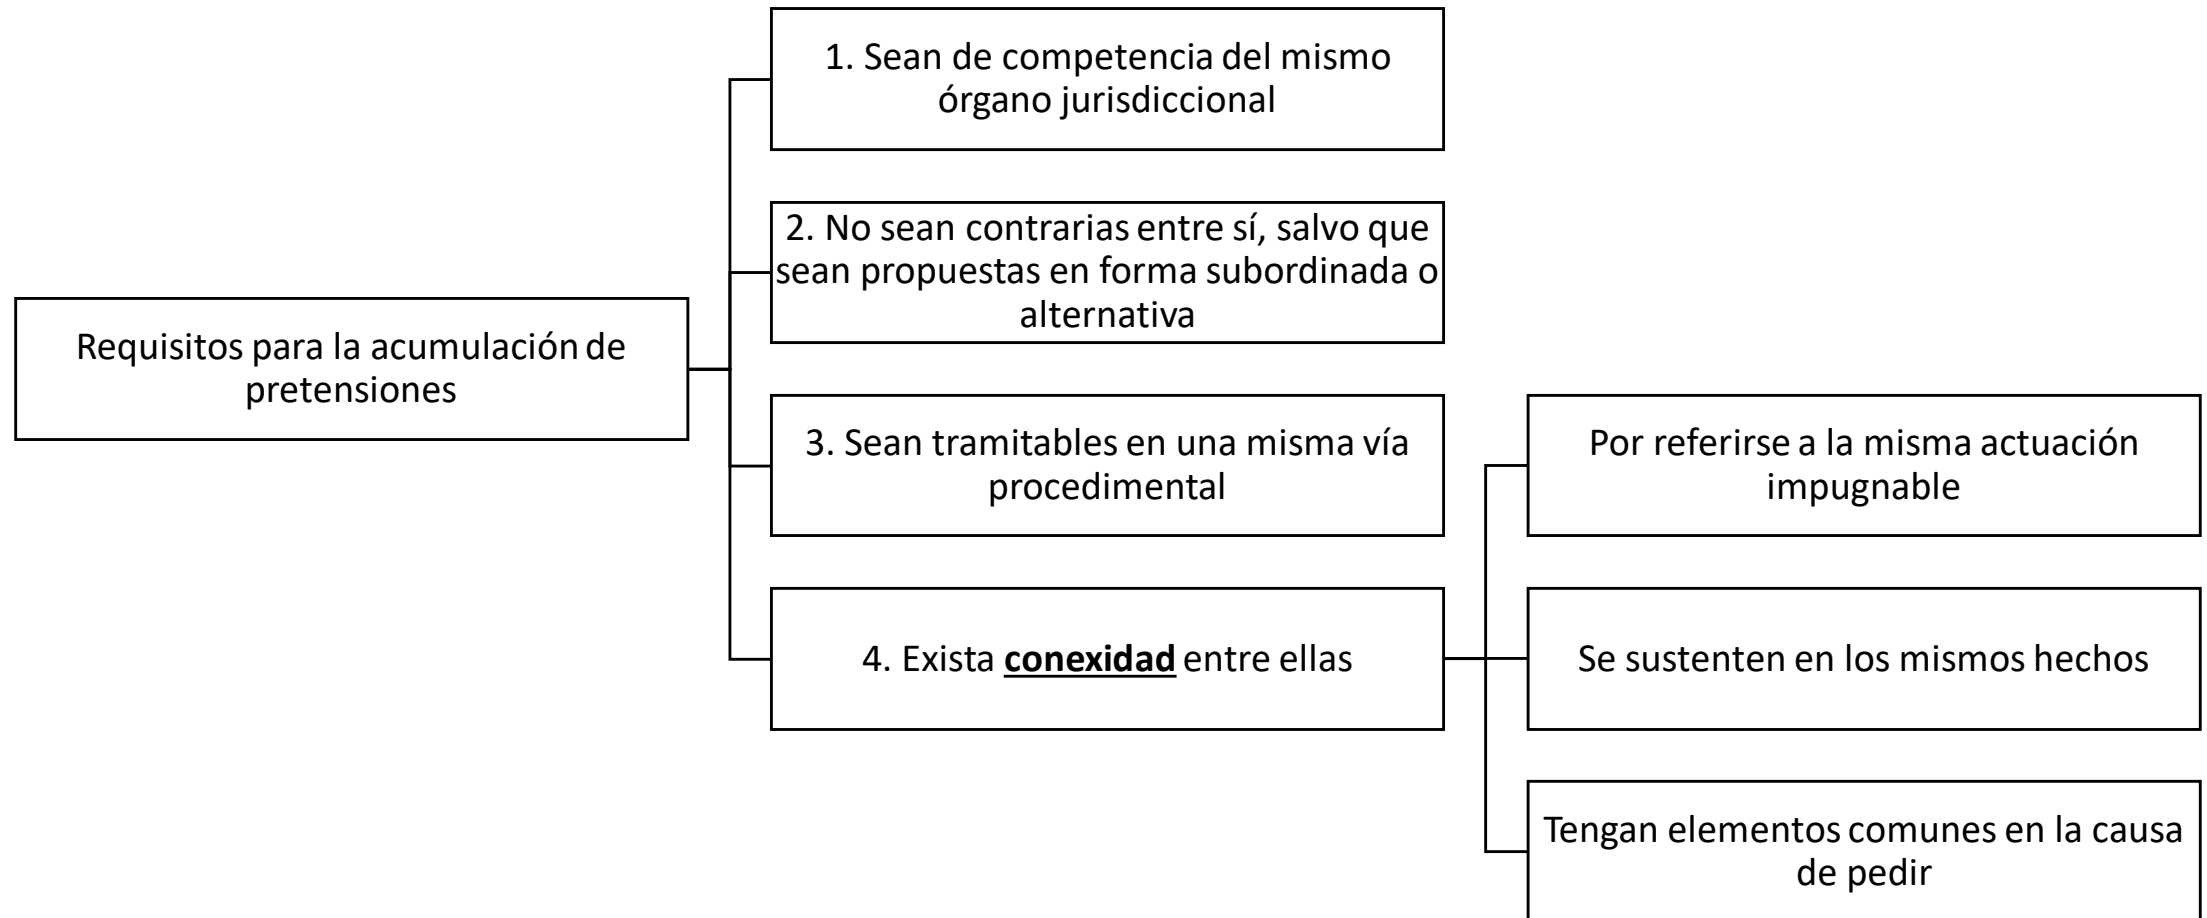 Requisitos para la acumulación de
pretensiones
1. Sean de competencia del mismo
órgano jurisdiccional
2. No sean contrarias entre sí, salvo que
sean propuestas en forma subordinada o
alternativa
3. Sean tramitables en una misma vía
procedimental
4. Exista conexidad entre ellas
Por referirse a la misma actuación
impugnable
Se sustenten en los mismos hechos
Tengan elementos comunes en la causa
de pedir